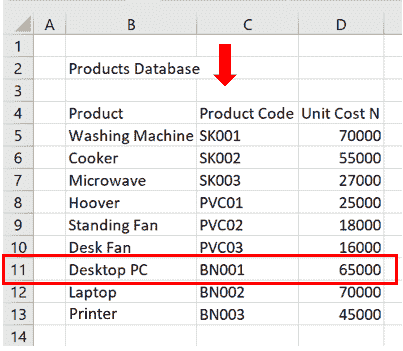 A B C D
1
2 Products Database
3
4 Product Product Code Unit Cost N
5 Washing Machine SK001 70000
6 Cooker SK002 55000
7 Microwave SK003 27000
8 Hoover PVC01 25000
9 Standing Fan PVC02 18000
10 Desk Fan PVC03 16000
11 Desktop PC BN001 65000
12 Laptop BN002 70000
13 Printer BN003 45000
14